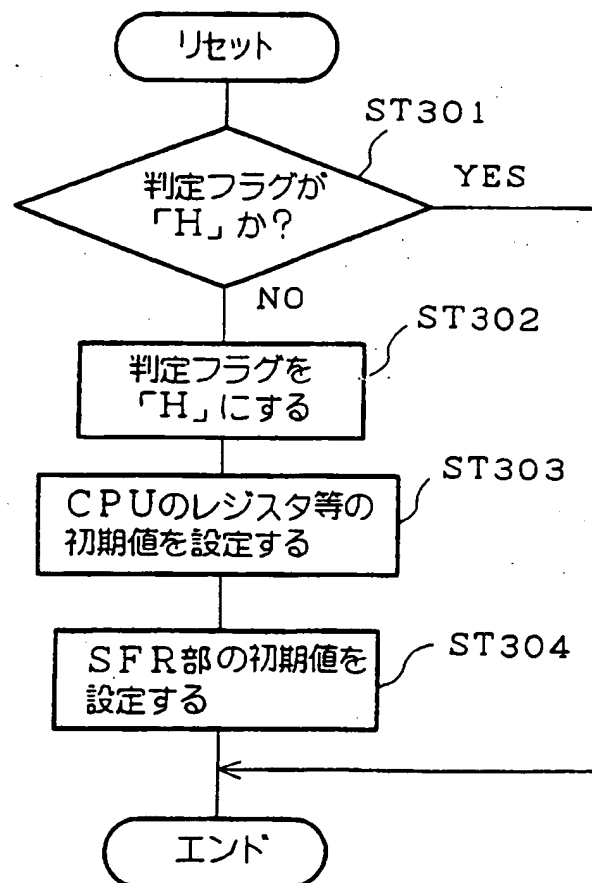 リセット
ST301
判定フラグが
「H」か?
YES
NO
ST302
判定フラグを
「H」にする
ST303
CPUのレジスタ等の
初期値を設定する
ST304
SFR部の初期値を
設定する
エンド